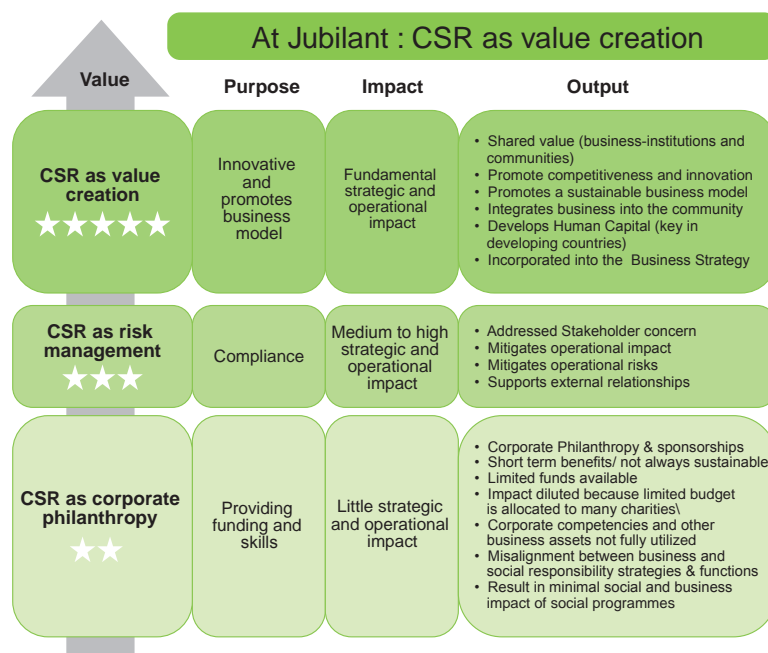 At Jubilant : CSR as value creation
Value
Purpose
Impact
Output
CSR as value
creation
Innovative
and
promotes
business
model
Fundamental
strategic and
operational
impact
• Shared value (business-institutions and
communities)
• Promote competitiveness and innovation
• Promotes a sustainable business model
• Integrates business into the community
• Develops Human Capital (key in
developing countries)
• Incorporated into the Business Strategy
CSR as risk
management
Compliance
Medium to high
strategic and
operational
impact
• Addressed Stakeholder concern
• Mitigates operational impact
• Mitigates operational risks
• Supports external relationships
CSR as corporate
philanthropy
Providing
funding and
skills
Little strategic
and operational
impact
• Corporate Philanthropy & sponsorships
• Short term benefits/ not always sustainable
• Limited funds available
• Impact diluted because limited budget
is allocated to many charities\
• Corporate competencies and other
business assets not fully utilized
• Misalignment between business and
social responsibility strategies & functions
• Result in minimal social and business
impact of social programmes